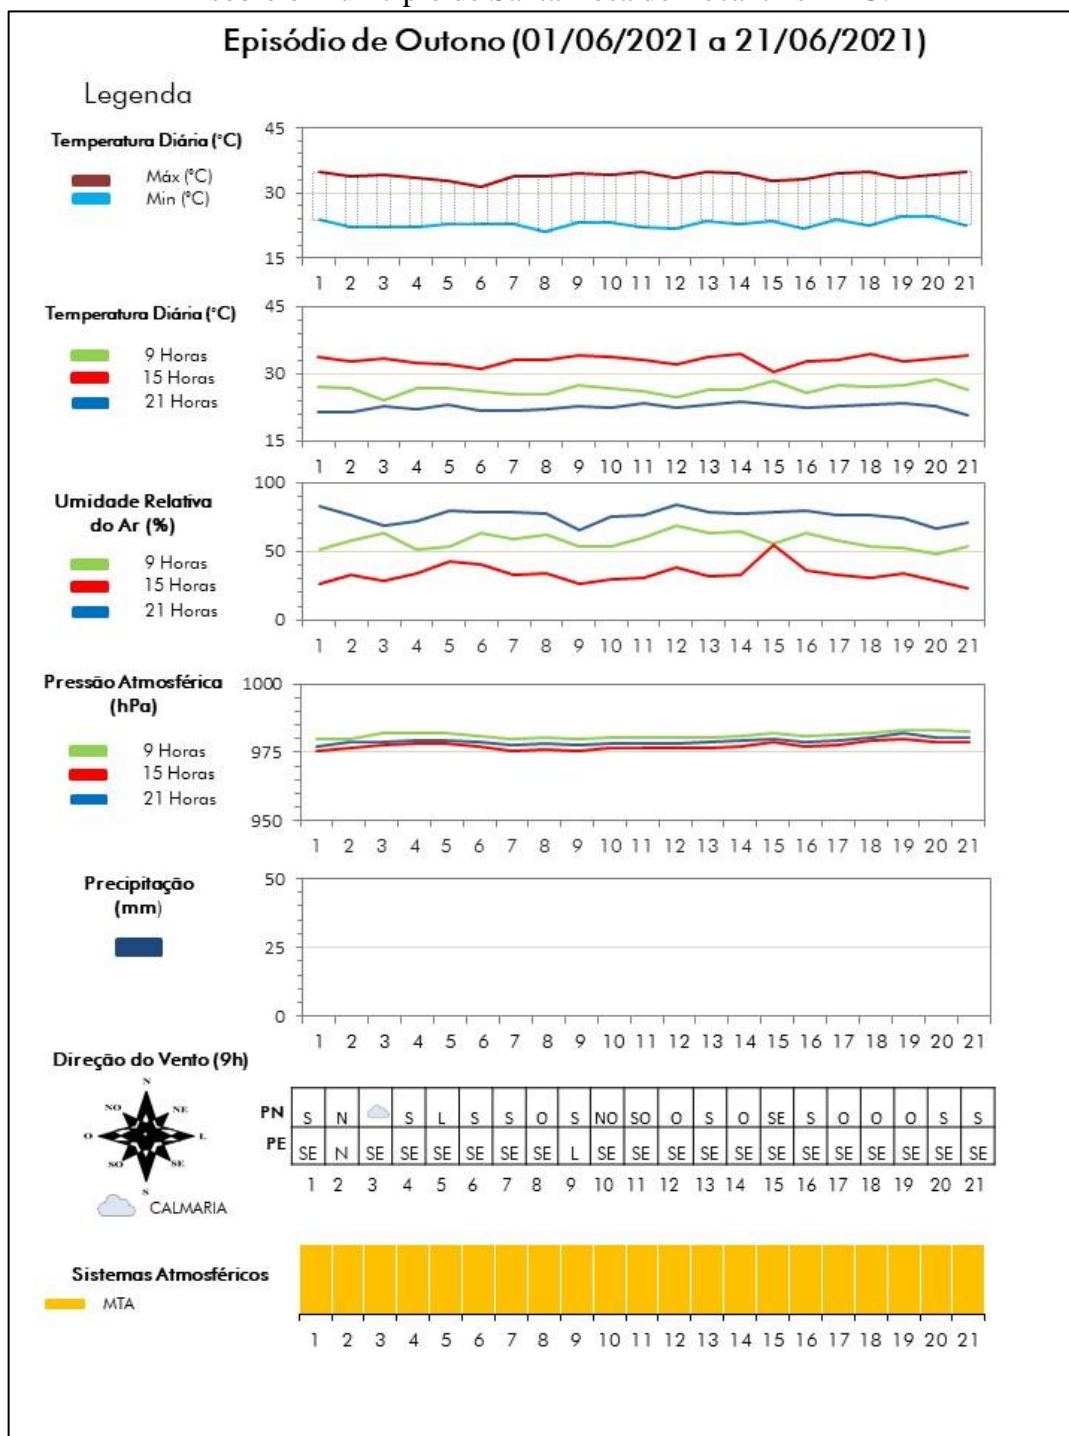 Episódio de Outono (01/06/2021 a 21/06/2021)
Legenda
Temperatura Diária (°C)
Máx (°C)
Min (°C)
45
30
15
1 2 3 4 5 6 7 8 9 10 11 12 13 14 15 16 17 18 19 20 21
Temperatura Diária (°C)
9 Horas
15 Horas
21 Horas
45
30
15
1 2 3 4 5 6 7 8 9 10 11 12 13 14 15 16 17 18 19 20 21
Umidade Relativa
do Ar (%)
9 Horas
15 Horas
21 Horas
100
50
0
1 2 3 4 5 6 7 8 9 10 11 12 13 14 15 16 17 18 19 20 21
Pressão Atmosférica
(hPa)
9 Horas
15 Horas
21 Horas
1000
975
950
1 2 3 4 5 6 7 8 9 10 11 12 13 14 15 16 17 18 19 20 21
Precipitação
(mm)
50
25
0
1 2 3 4 5 6 7 8 9 10 11 12 13 14 15 16 17 18 19 20 21
Direção do Vento (9h)
N
NO NE
O L
SO SE
S
CALMARIA
PN S N S L S S O S NO SO O S O SE S O O O S S
PE SE N SE SE SE SE SE SE L SE SE SE SE SE SE SE SE SE SE SE SE
1 2 3 4 5 6 7 8 9 10 11 12 13 14 15 16 17 18 19 20 21
Sistemas Atmosféricos
MTA
1 2 3 4 5 6 7 8 9 10 11 12 13 14 15 16 17 18 19 20 21